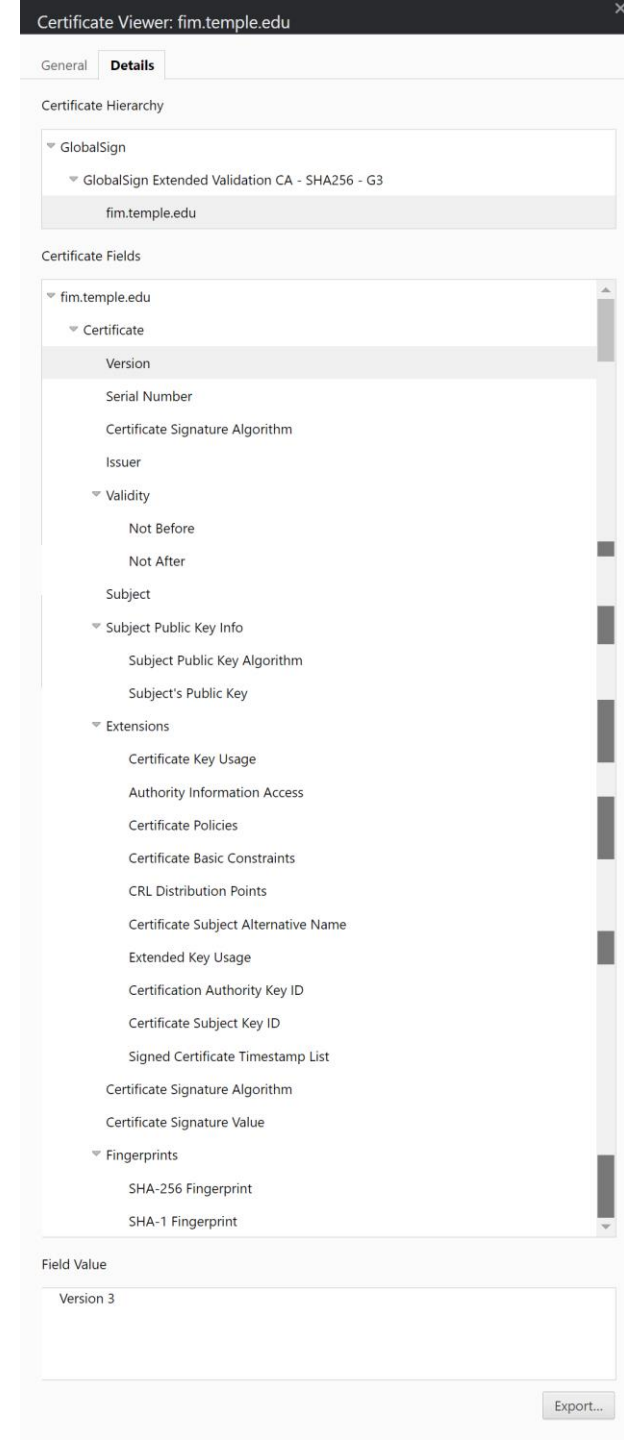 Certificate Viewer: fim.temple.edu
General Details
Certificate Hierarchy
GlobalSign
GlobalSign Extended Validation CA - SHA256 - G3
fim.temple.edu
Certificate Fields
fim.temple.edu
Certificate
Version
Serial Number
Certificate Signature Algorithm
Issuer
Validity
Not Before
Not After
Subject
Subject Public Key Info
Subject Public Key Algorithm
Subject's Public Key
Extensions
Certificate Key Usage
Authority Information Access
Certificate Policies
Certificate Basic Constraints
CRL Distribution Points
Certificate Subject Alternative Name
Extended Key Usage
Certification Authority Key ID
Certificate Subject Key ID
Signed Certificate Timestamp List
Certificate Signature Algorithm
Certificate Signature Value
Fingerprints
SHA-256 Fingerprint
SHA-1 Fingerprint
Field Value
Version 3
Export...